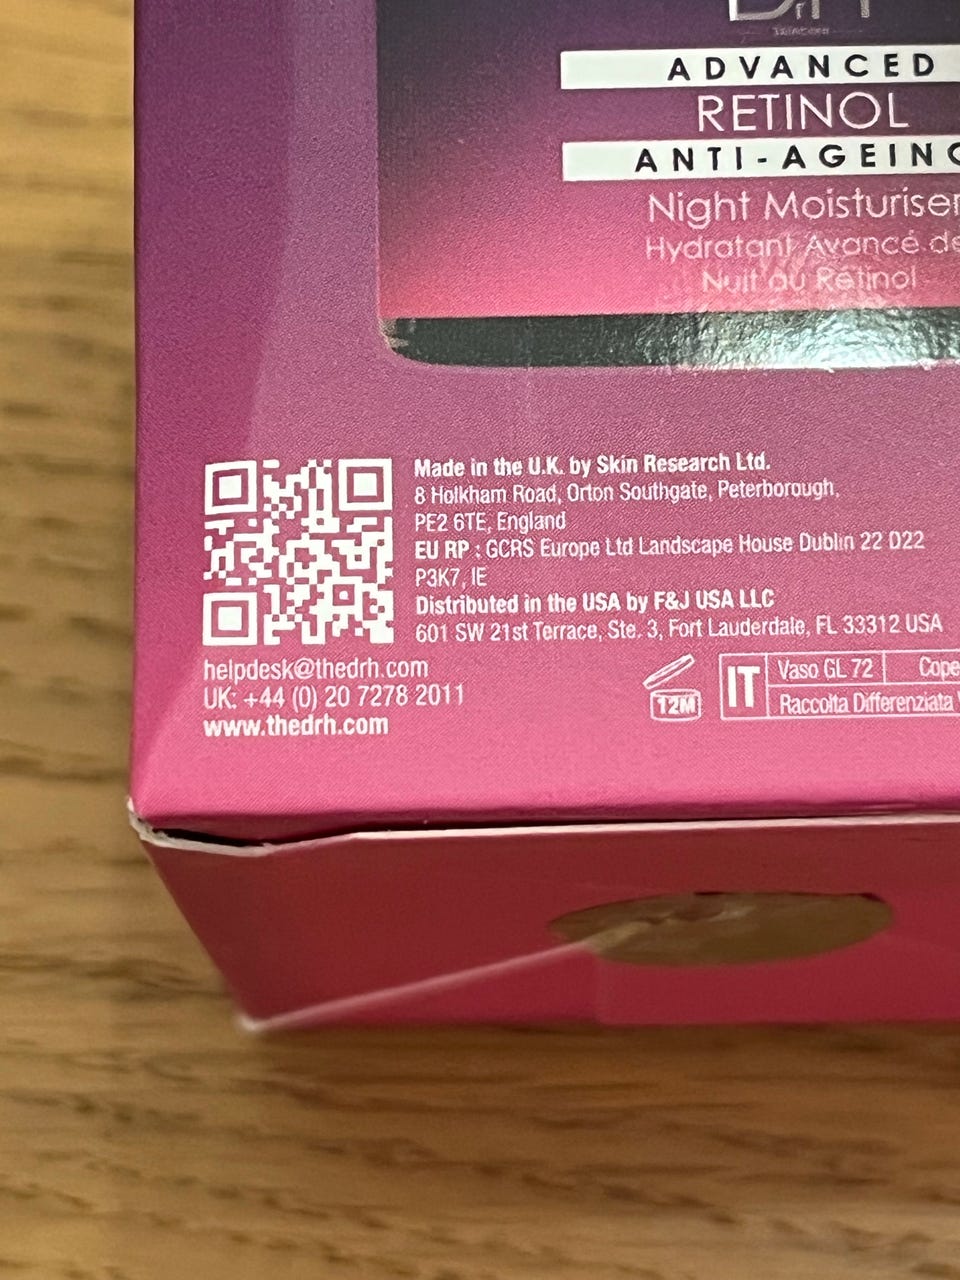 ADVANCED
RETINOL
ANTI-AGEING
Night Moisturiser
Hydratant Avancé de
Nuit au Rétinol
Made in the U.K. by Skin Research Ltd.
8 Holkham Road, Orton Southgate, Peterborough,
PE2 6TE, England
EU RP : GCRS Europe Ltd Landscape House Dublin 22 D22
P3K7, IE
Distributed in the USA by F&J USA LLC
601 SW 21st Terrace, Ste. 3, Fort Lauderdale, FL 33312 USA
helpdesk@thedrh.com
UK: +44 (0) 20 7278 2011
www.thedrh.com
12M
IT
Vaso GL 72
Cope
Raccolta Differenziata